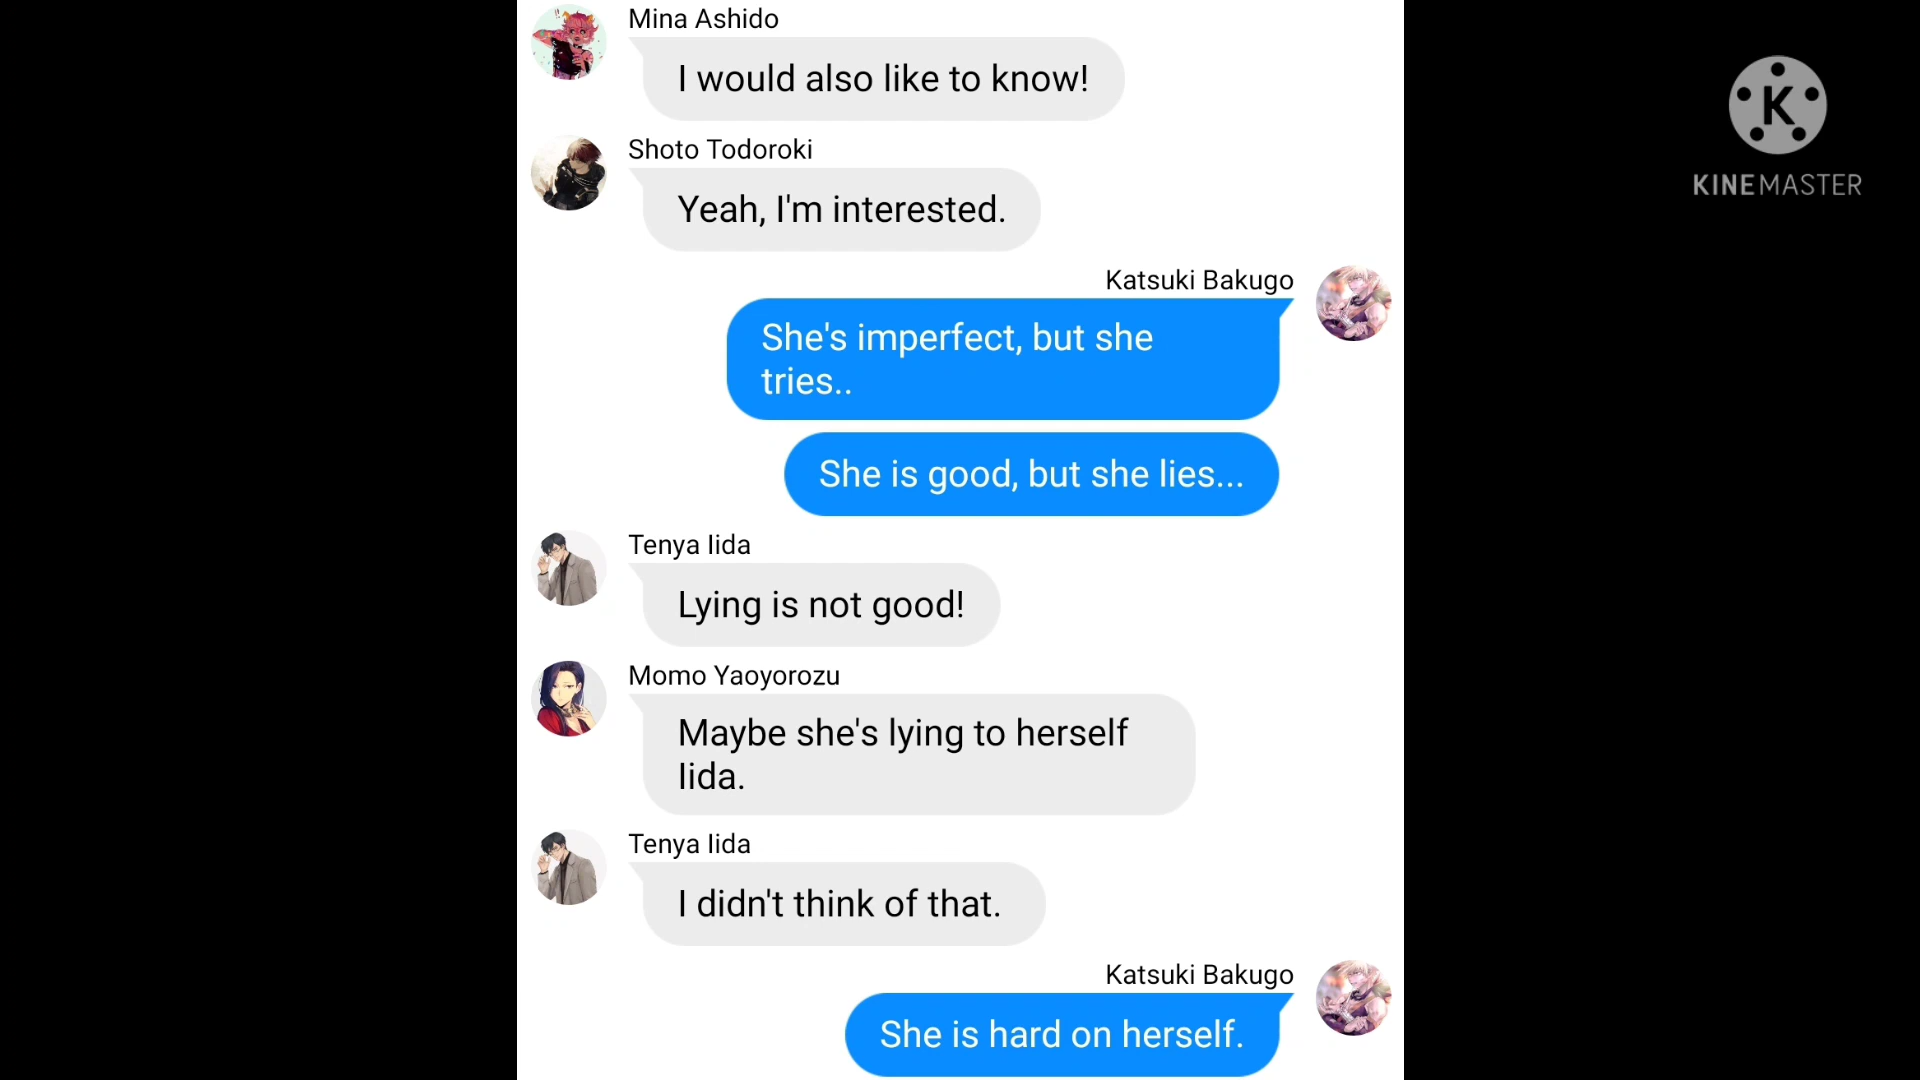 Mina Ashido
I would also like to know!
Shoto Todoroki
Yeah, I'm interested.
Katsuki Bakugo
She's imperfect, but she
tries..
She is good, but she lies...
Tenya Iida
Lying is not good!
Momo Yaoyorozu
Maybe she's lying to herself
Iida.
Tenya Iida
I didn't think of that.
Katsuki Bakugo
She is hard on herself.
K
KINEMASTER